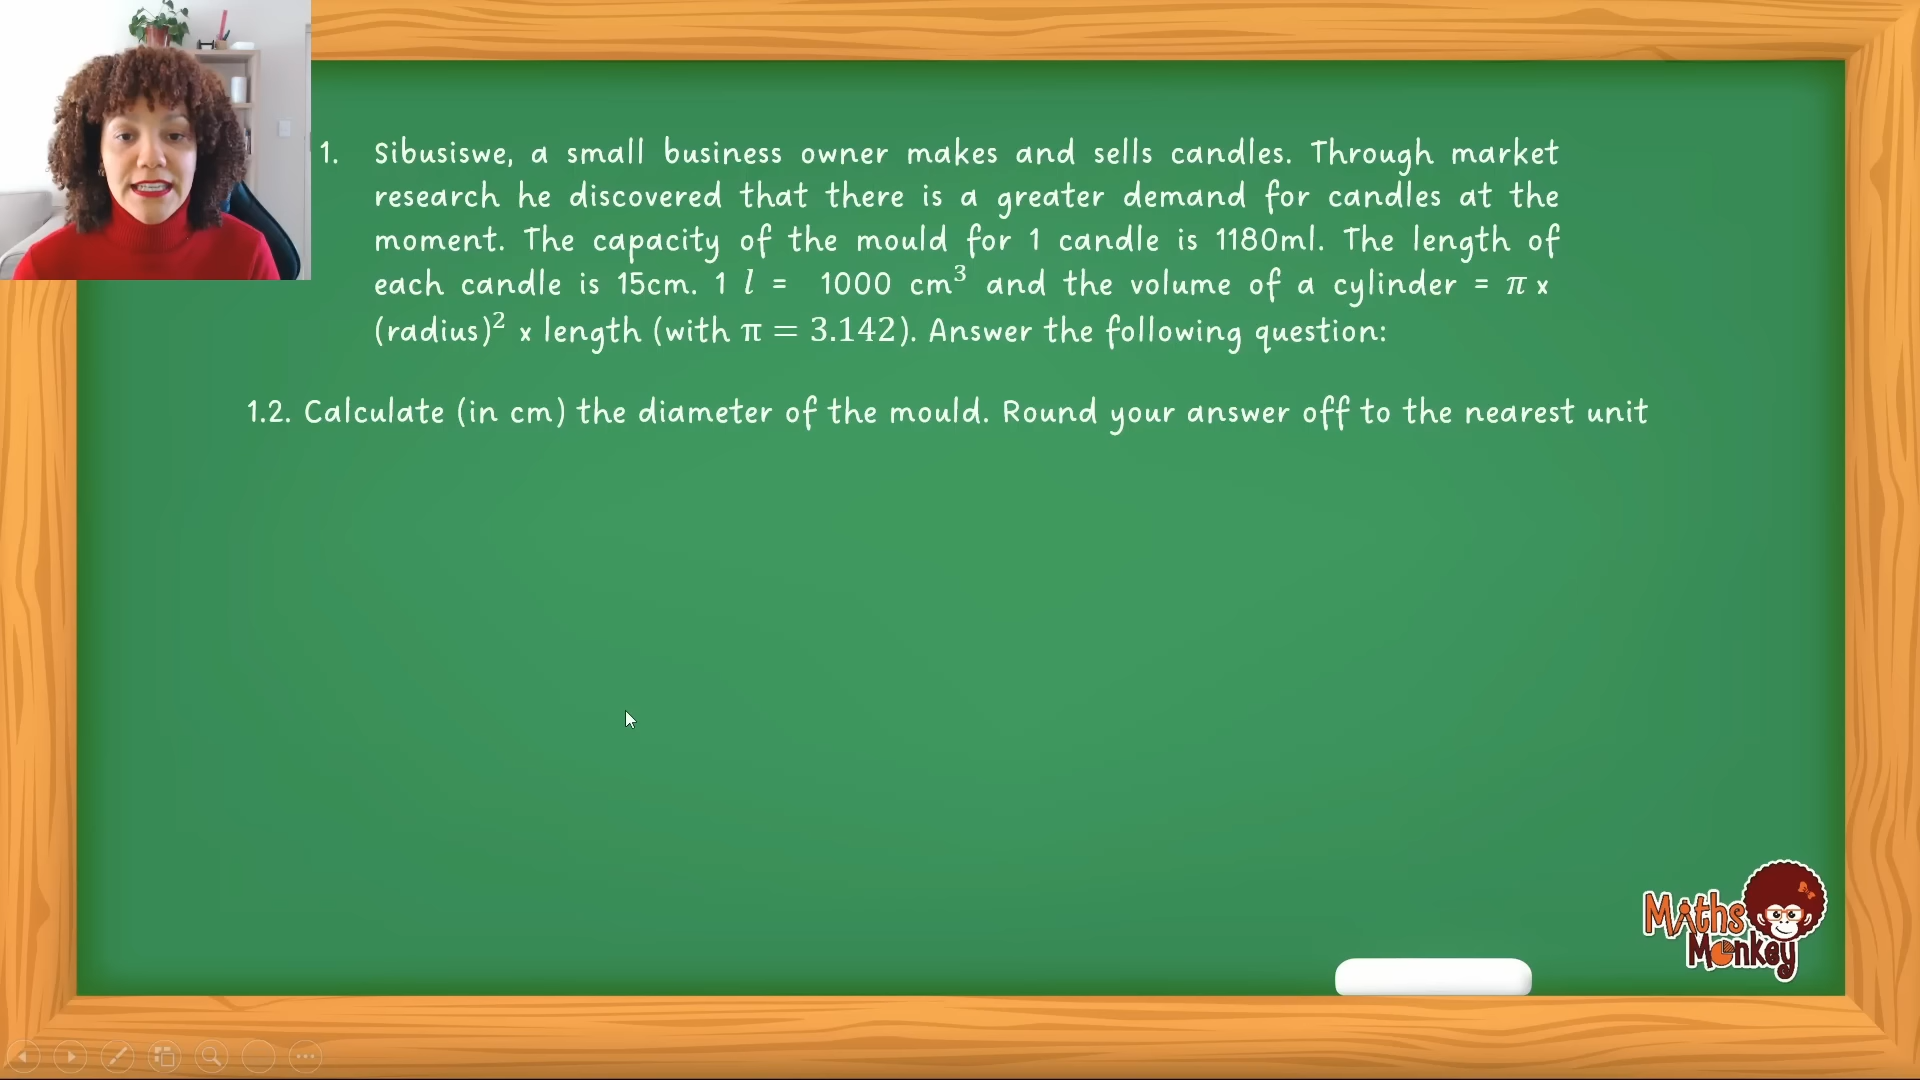 1. Sibusiswe, a small business owner makes and sells candles. Through market
research he discovered that there is a greater demand for candles at the
moment. The capacity of the mould for 1 candle is 1180ml. The length of
each candle is 15cm. 1 l = 1000 cm³ and the volume of a cylinder = π x
(radius)² x length (with π = 3.142). Answer the following question:
1.2. Calculate (in cm) the diameter of the mould. Round your answer off to the nearest unit
Maths
Monkey